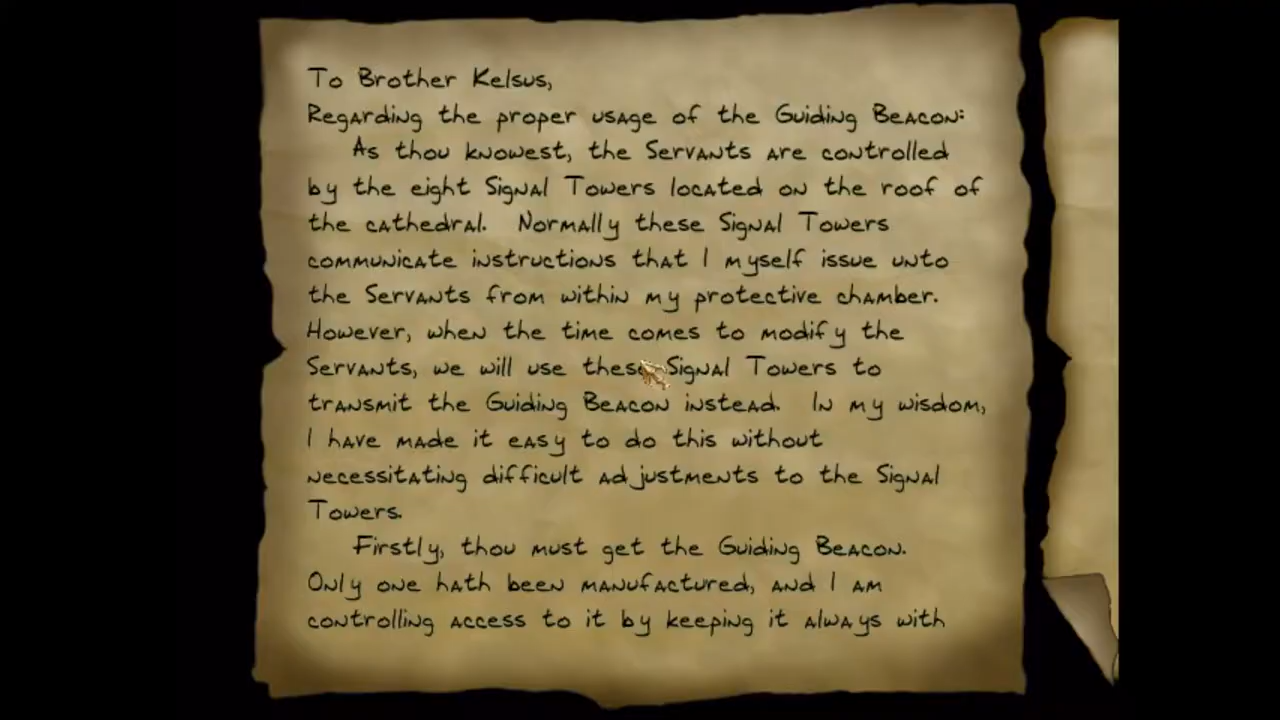 To Brother Kelsus,
Regarding the proper usage of the Guiding Beacon:
As thou knowest, the Servants are controlled
by the eight Signal Towers located on the roof of
the cathedral. Normally these Signal Towers
communicate instructions that I myself issue unto
the Servants from within my protective chamber.
However, when the time comes to modify the
Servants, we will use these Signal Towers to
transmit the Guiding Beacon instead. In my wisdom,
I have made it easy to do this without
necessitating difficult adjustments to the Signal
Towers.
Firstly, thou must get the Guiding Beacon.
Only one hath been manufactured, and I am
controlling access to it by keeping it always with